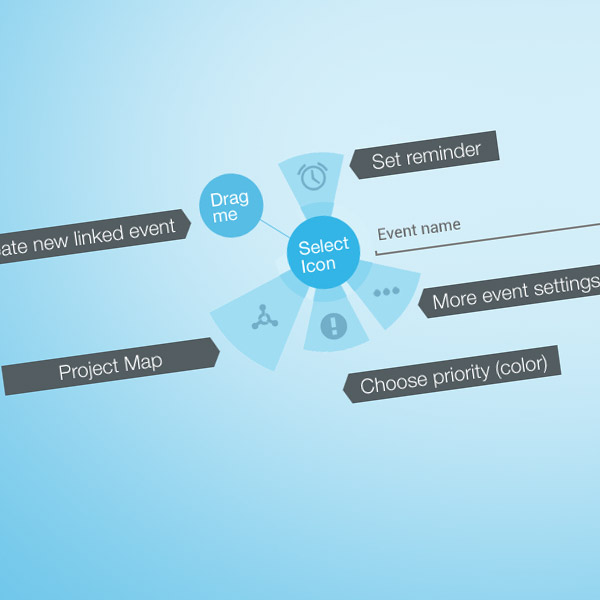 Set reminder
Drag
me
ate new linked event
Event name
Select
Icon
More event settings
Project Map
Choose priority (color)